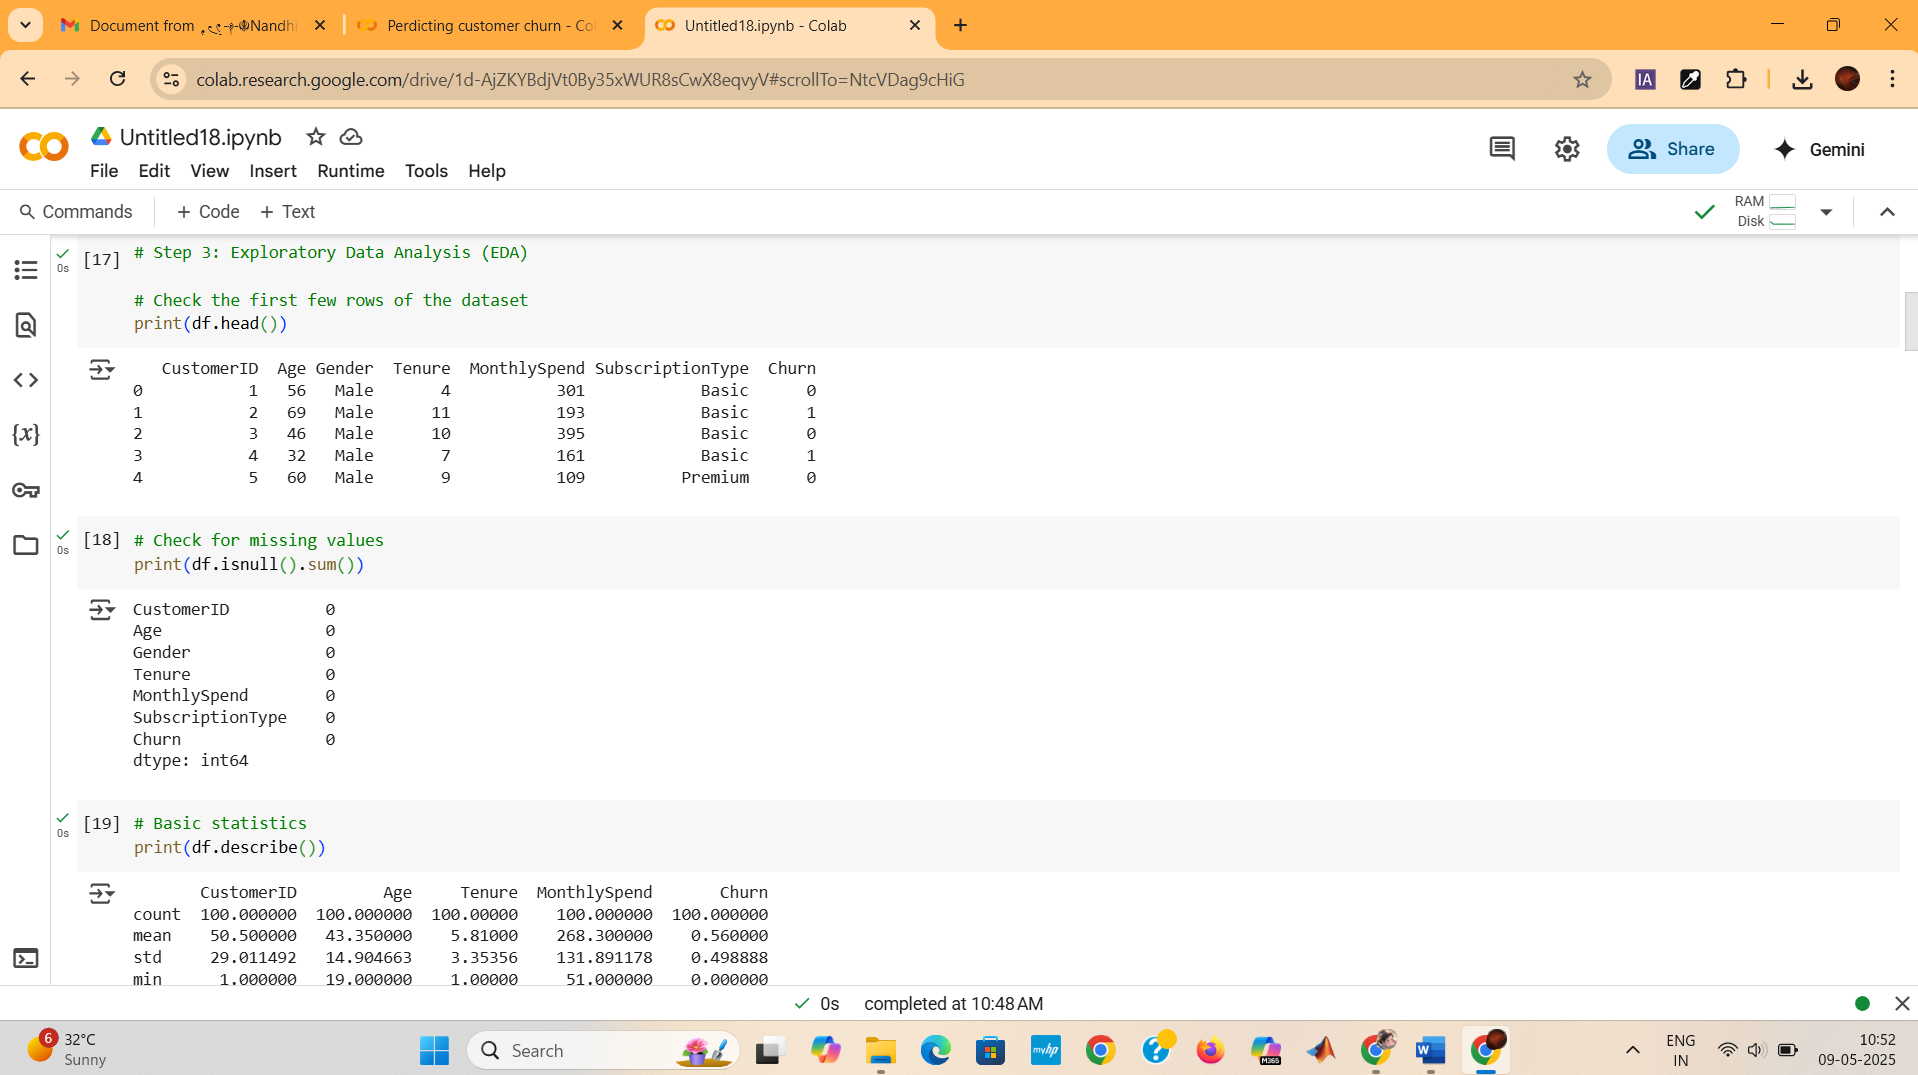 Document from
Nandhi
Perdicting customer churn - Co
Untitled18.ipynb - Colab
colab.research.google.com/drive/1d-AjZKYBdjVt0By35xWUR8sCwX8eqvyV#scrollTo=NtcVDag9cHiG
IA
Untitled18.ipynb
File Edit View Insert Runtime Tools Help
Share
Gemini
Commands + Code + Text
RAM
Disk
[17] # Step 3: Exploratory Data Analysis (EDA)
0s
# Check the first few rows of the dataset
print(df.head())
CustomerID Age Gender Tenure MonthlySpend SubscriptionType Churn
0 1 56 Male 4 301 Basic 0
1 2 69 Male 11 193 Basic 1
2 3 46 Male 10 395 Basic 0
3 4 32 Male 7 161 Basic 1
4 5 60 Male 9 109 Premium 0
[18] # Check for missing values
0s
print(df.isnull().sum())
CustomerID 0
Age 0
Gender 0
Tenure 0
MonthlySpend 0
SubscriptionType 0
Churn 0
dtype: int64
[19] # Basic statistics
0s
print(df.describe())
CustomerID Age Tenure MonthlySpend Churn
count 100.000000 100.000000 100.00000 100.000000 100.000000
mean 50.500000 43.350000 5.81000 268.300000 0.560000
std 29.011492 14.904663 3.35356 131.891178 0.498888
min 1.000000 19.000000 1.00000 51.000000 0.000000
0s completed at 10:48 AM
6
32°C
Sunny
Search
myhp
M365
W
ENG
IN
10:52
09-05-2025